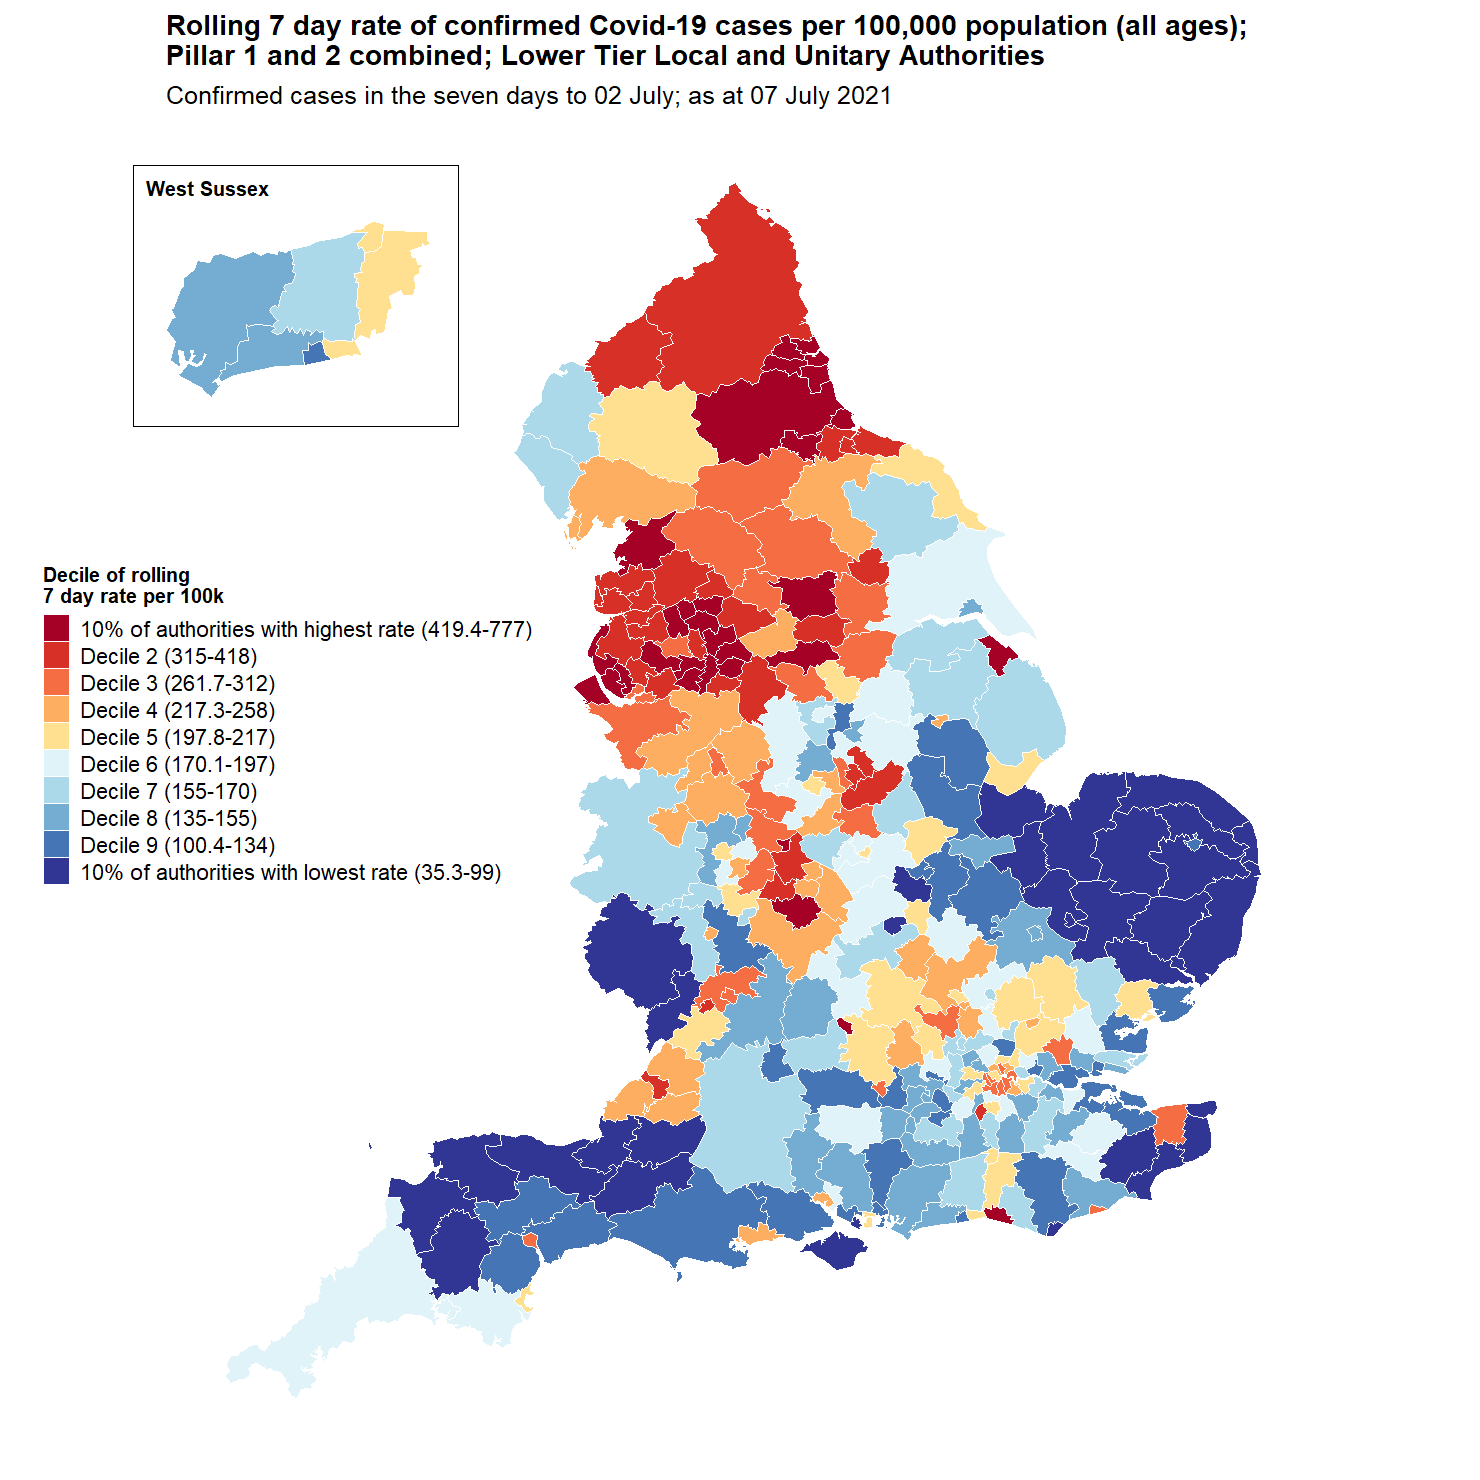 Rolling 7 day rate of confirmed Covid-19 cases per 100,000 population (all ages);
Pillar 1 and 2 combined; Lower Tier Local and Unitary Authorities
Confirmed cases in the seven days to 02 July; as at 07 July 2021
West Sussex
Decile of rolling
7 day rate per 100k
10% of authorities with highest rate (419.4-777)
Decile 2 (315-418)
Decile 3 (261.7-312)
Decile 4 (217.3-258)
Decile 5 (197.8-217)
Decile 6 (170.1-197)
Decile 7 (155-170)
Decile 8 (135-155)
Decile 9 (100.4-134)
10% of authorities with lowest rate (35.3-99)